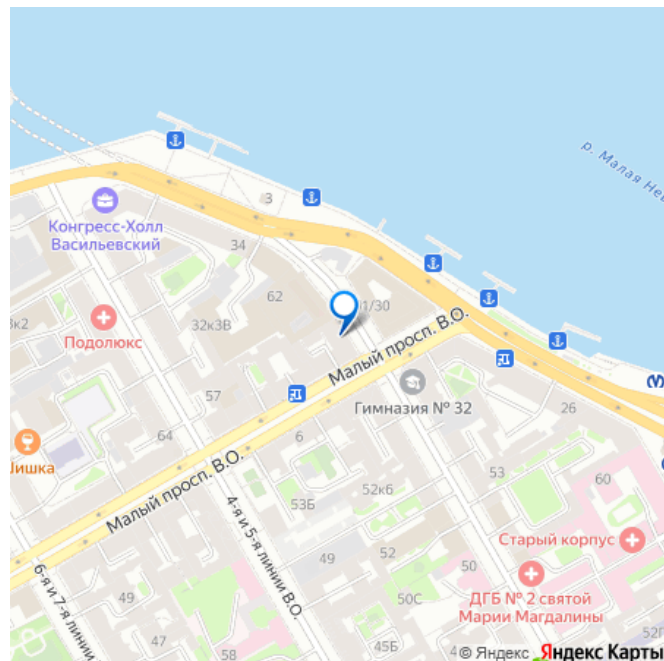 р. Малая Нев
3
Конгресс-Холл
Васильевский
34
62
1/30
32к3В
3к2
Подолюкс
Малый просп. В.О.
Гимназия № 32
57
26
64
6
Шишка
53
60
Малый просп. В.О.
53Б
52к6
4-я и 5-я линии В.О.
Старый корпус
49
52
50
6-я и 7-я линии
ДГБ № 2 святой
Марии Магдалины
49
47
50С
58
45Б
54
© Яндекс Яндекс Карты